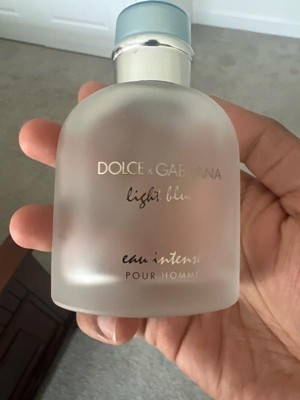 DOLCE & GABBANA
light blue
eau intense
POUR HOMME